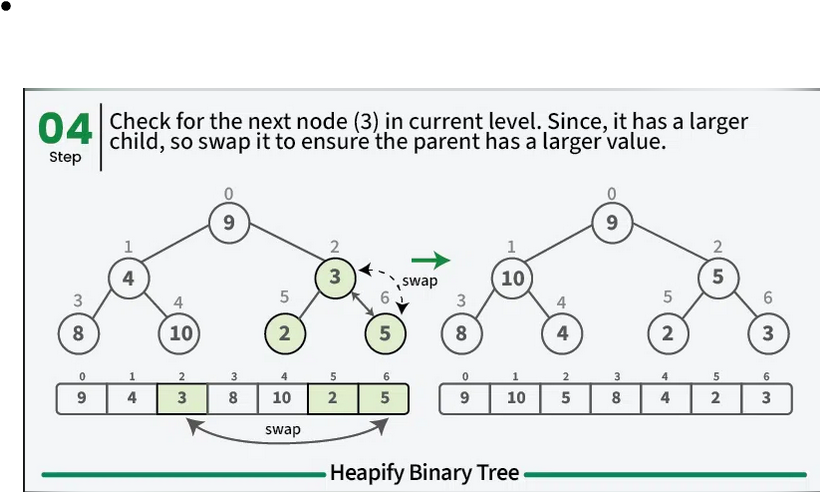 04
Step
Check for the next node (3) in current level. Since, it has a larger
child, so swap it to ensure the parent has a larger value.
0
9
1
2
4
3
swap
3
4
5
6
8
10
2
5
0 1 2 3 4 5 6
9 4 3 8 10 2 5
swap
0
9
1
2
10
5
3
4
5
6
8
4
2
3
0 1 2 3 4 5 6
9 10 5 8 4 2 3
Heapify Binary Tree